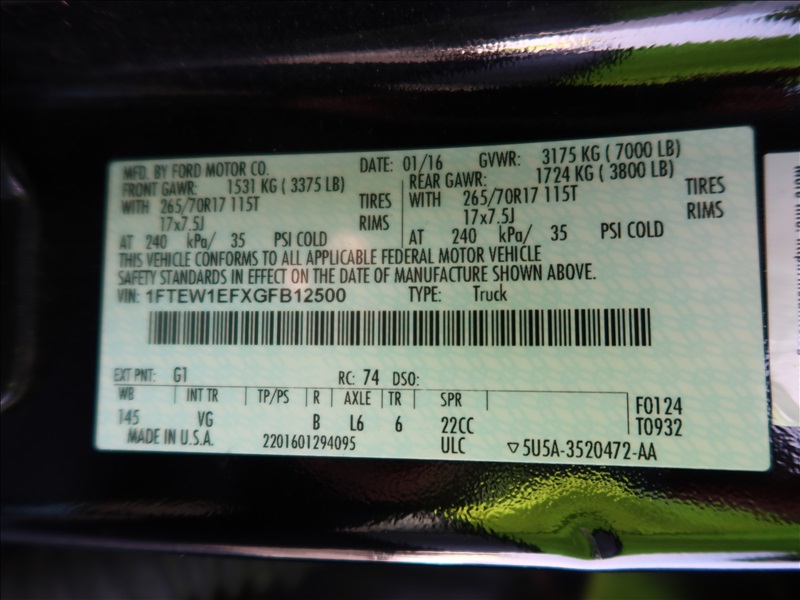 MFD. BY FORD MOTOR CO. DATE: 01/16 GVWR: 3175 KG ( 7000 LB)
FRONT GAWR: 1531 KG ( 3375 LB) REAR GAWR: 1724 KG ( 3800 LB)
WITH 265/70R17 115T TIRES WITH 265/70R17 115T TIRES
17x7.5J RIMS 17x7.5J RIMS
AT 240 kPa/ 35 PSI COLD AT 240 kPa/ 35 PSI COLD
THIS VEHICLE CONFORMS TO ALL APPLICABLE FEDERAL MOTOR VEHICLE
SAFETY STANDARDS IN EFFECT ON THE DATE OF MANUFACTURE SHOWN ABOVE.
VIN: 1FTEW1EFXGFB12500 TYPE: Truck
EXT PNT: G1 RC: 74 DSO:
WB INT TR TP/PS R AXLE TR SPR F0124
145 VG B L6 6 22CC T0932
MADE IN U.S.A. 2201601294095 ULC 5U5A-3520472-AA